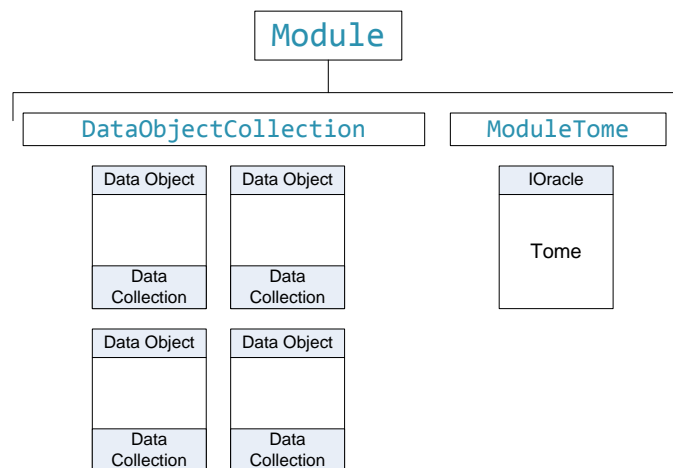 Module
DataObjectCollection
ModuleTome
Data Object
Data Object
IOracle
Tome
Data
Collection
Data
Collection
Data Object
Data Object
Data
Collection
Data
Collection